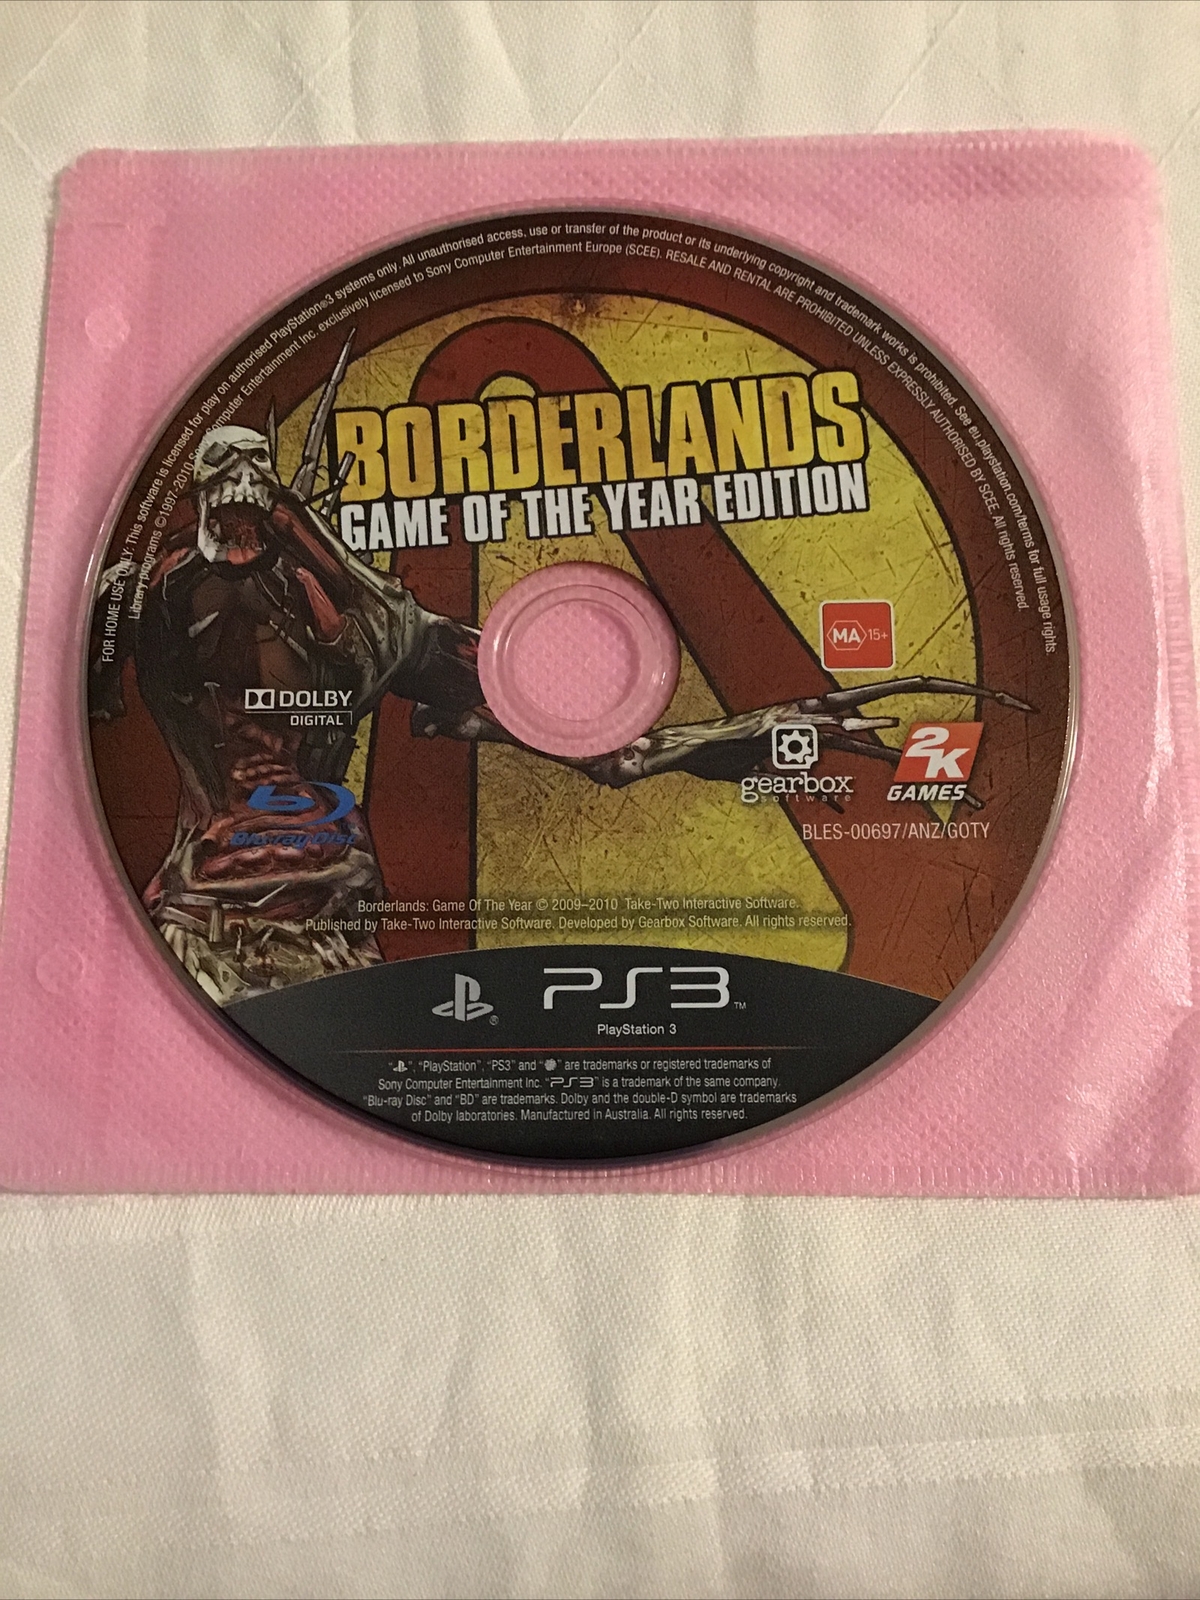 FOR HOME USE ONLY: This software is licensed for play on authorised PlayStation®3 systems only. All unauthorised access, use or transfer of the product or its underlying copyright and trademark works is prohibited. See eu.playstation.com/terms for full usage rights.
Library programs ©1997-2010 Sony Computer Entertainment Inc. exclusively licensed to Sony Computer Entertainment Europe (SCEE). RESALE AND RENTAL ARE PROHIBITED UNLESS EXPRESSLY AUTHORISED BY SCEE. All rights reserved.
BORDERLANDS
GAME OF THE YEAR EDITION
MA 15+
DOLBY
DIGITAL
gearbox
software
2K
GAMES
Blu-ray Disc
BLES-00697/ANZ/GOTY
Borderlands: Game Of The Year © 2009–2010 Take-Two Interactive Software.
Published by Take-Two Interactive Software. Developed by Gearbox Software. All rights reserved.
PS3™
PlayStation 3
"", "PlayStation", "PS3" and "" are trademarks or registered trademarks of
Sony Computer Entertainment Inc. "PS3" is a trademark of the same company.
"Blu-ray Disc" and "BD" are trademarks. Dolby and the double-D symbol are trademarks
of Dolby laboratories. Manufactured in Australia. All rights reserved.